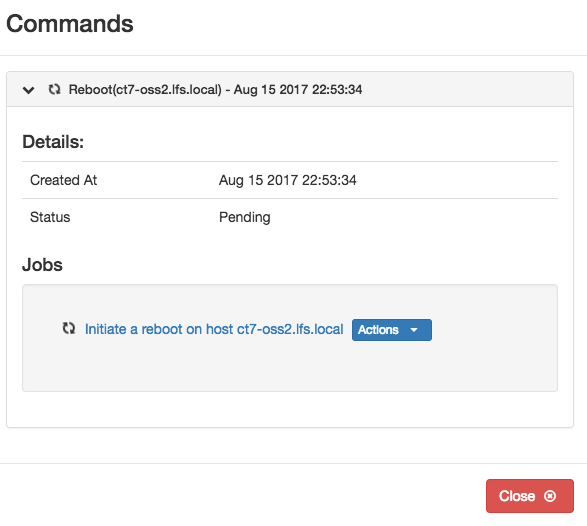 Commands
Reboot(ct7-oss2.lfs.local) - Aug 15 2017 22:53:34
Details:
Created At Aug 15 2017 22:53:34
Status Pending
Jobs
Initiate a reboot on host ct7-oss2.lfs.local Actions
Close